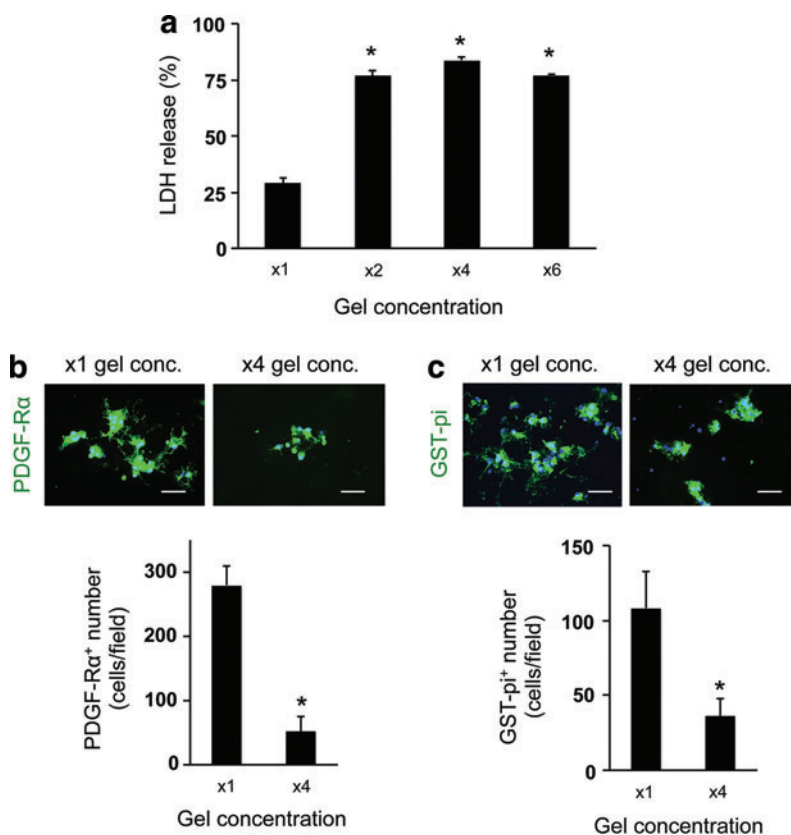 a
LDH release (%)
100
75
50
25
0
* * *
x1 x2 x4 x6
Gel concentration
b
x1 gel conc. x4 gel conc.
PDGF-Rα
PDGF-Rα⁺ number
(cells/field)
300
100
0
*
x1 x4
Gel concentration
c
x1 gel conc. x4 gel conc.
GST-pi
GST-pi⁺ number
(cells/field)
150
100
50
0
*
x1 x4
Gel concentration